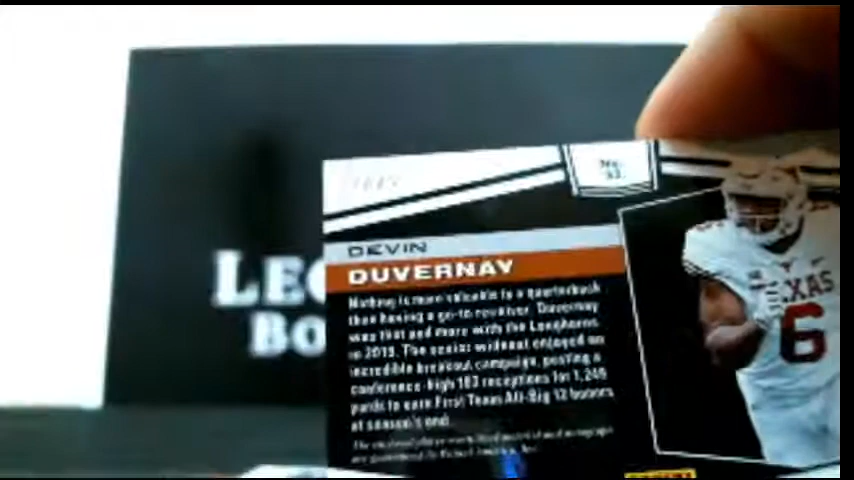 No.
DEVIN
DUVERNAY
Nothing is more valuable to a quarterback
than having a go-to receiver. Duvernay
was that and more with the Longhorns
in 2019. The senior wideout enjoyed an
incredible breakout campaign, posting a
conference-high 103 receptions for 1,249
yards to earn First Team All-Big 12 honors
at season's end.
TEXAS
6
LE
BO
PANINI